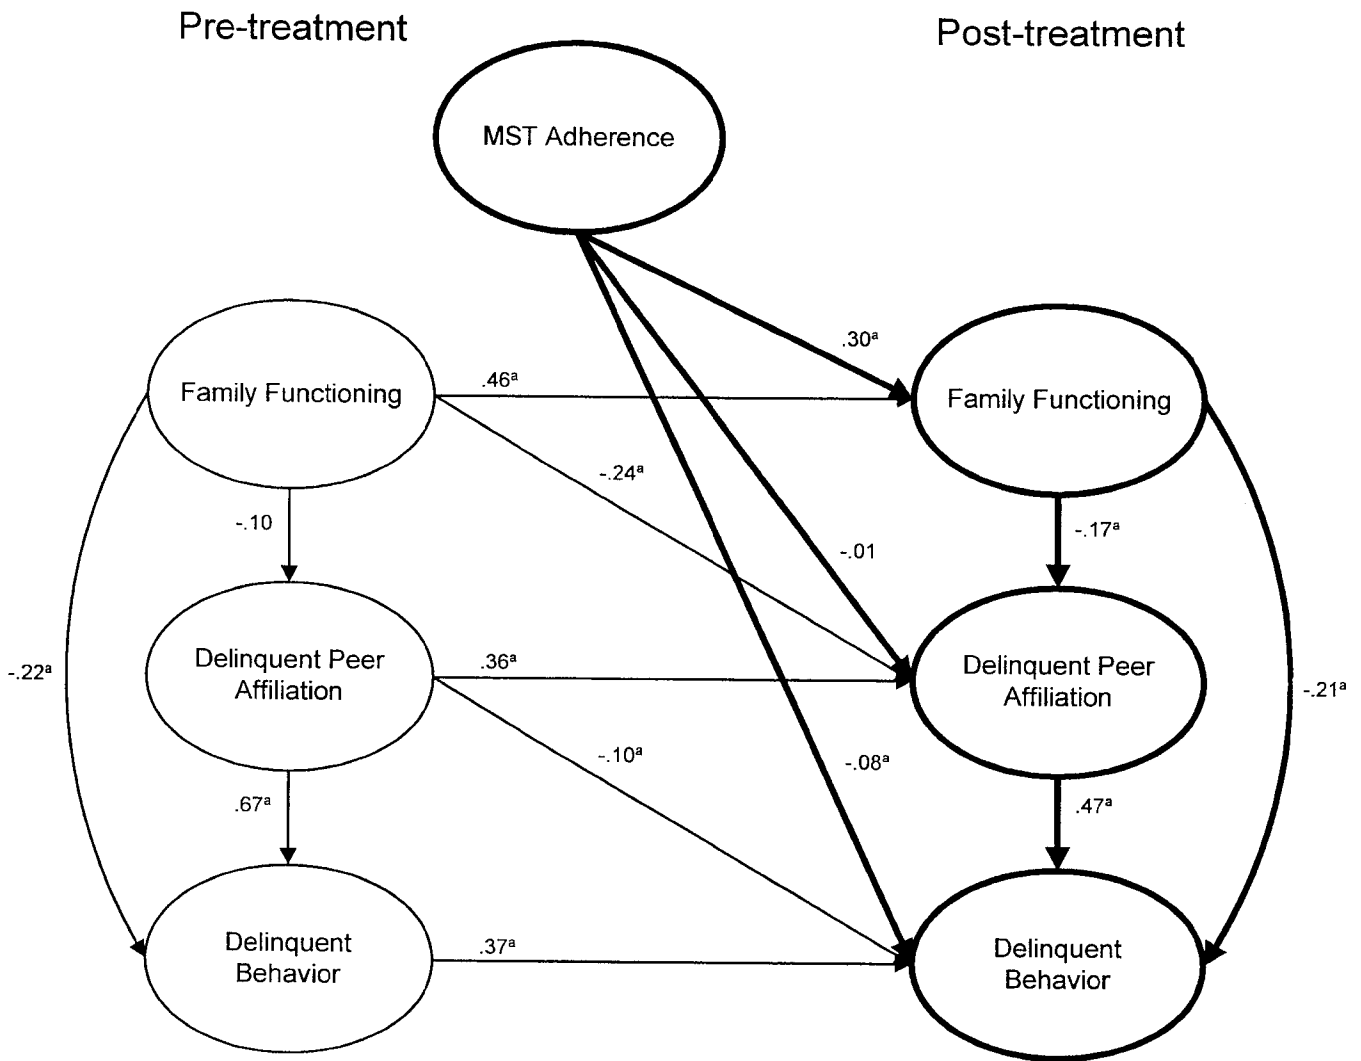 Pre-treatment
Post-treatment
MST Adherence
.30ª
Family Functioning
.46ª
Family Functioning
-.24ª
-.10
-.01
-.17ª
Delinquent Peer
Affiliation
.36ª
Delinquent Peer
Affiliation
-.22ª
-.21ª
-.10ª
-.08ª
.67ª
.47ª
Delinquent
Behavior
.37ª
Delinquent
Behavior